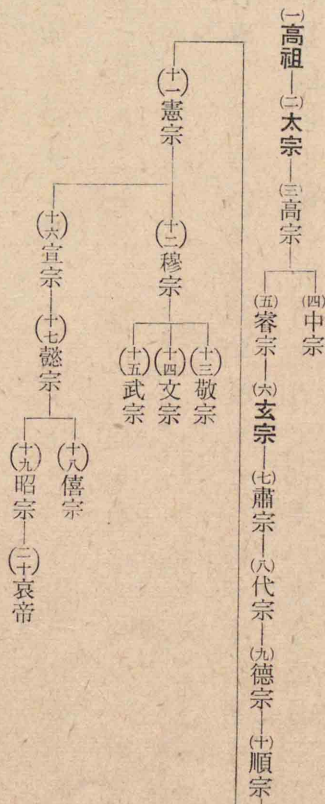 (一)高祖—(二)太宗—(三)高宗
(四)中宗
(五)睿宗—(六)玄宗—(七)肅宗—(八)代宗—(九)德宗—(十)順宗
(十一)憲宗
(十二)穆宗
(十三)敬宗
(十四)文宗
(十五)武宗
(十六)宣宗—(十七)懿宗
(十八)僖宗
(十九)昭宗—(二十)哀帝